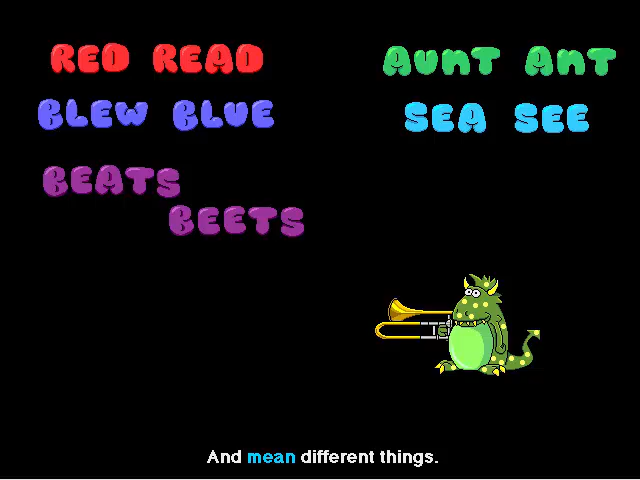 RED READ
AUNT ANT
BLEW BLUE
SEA SEE
BEATS
BEETS
And mean different things.